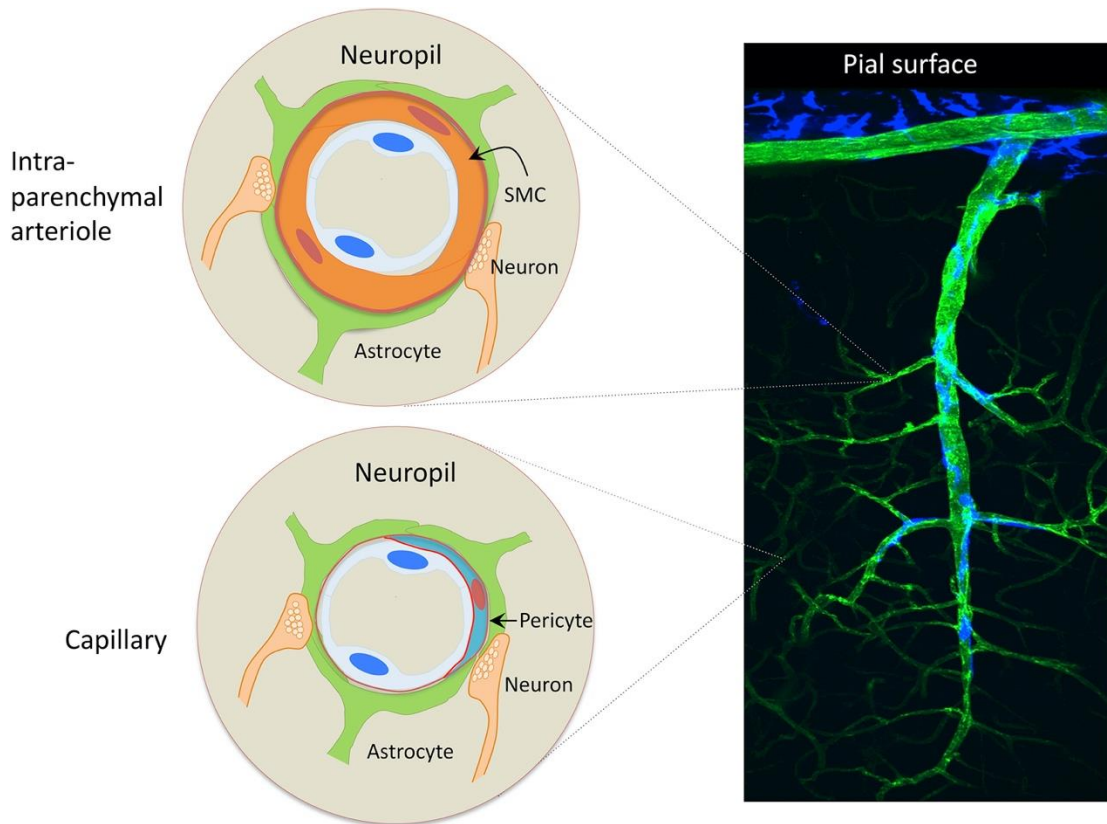 Neuropil
Intra-
parenchymal
arteriole
SMC
Neuron
Astrocyte
Neuropil
Capillary
Pericyte
Neuron
Astrocyte
Pial surface